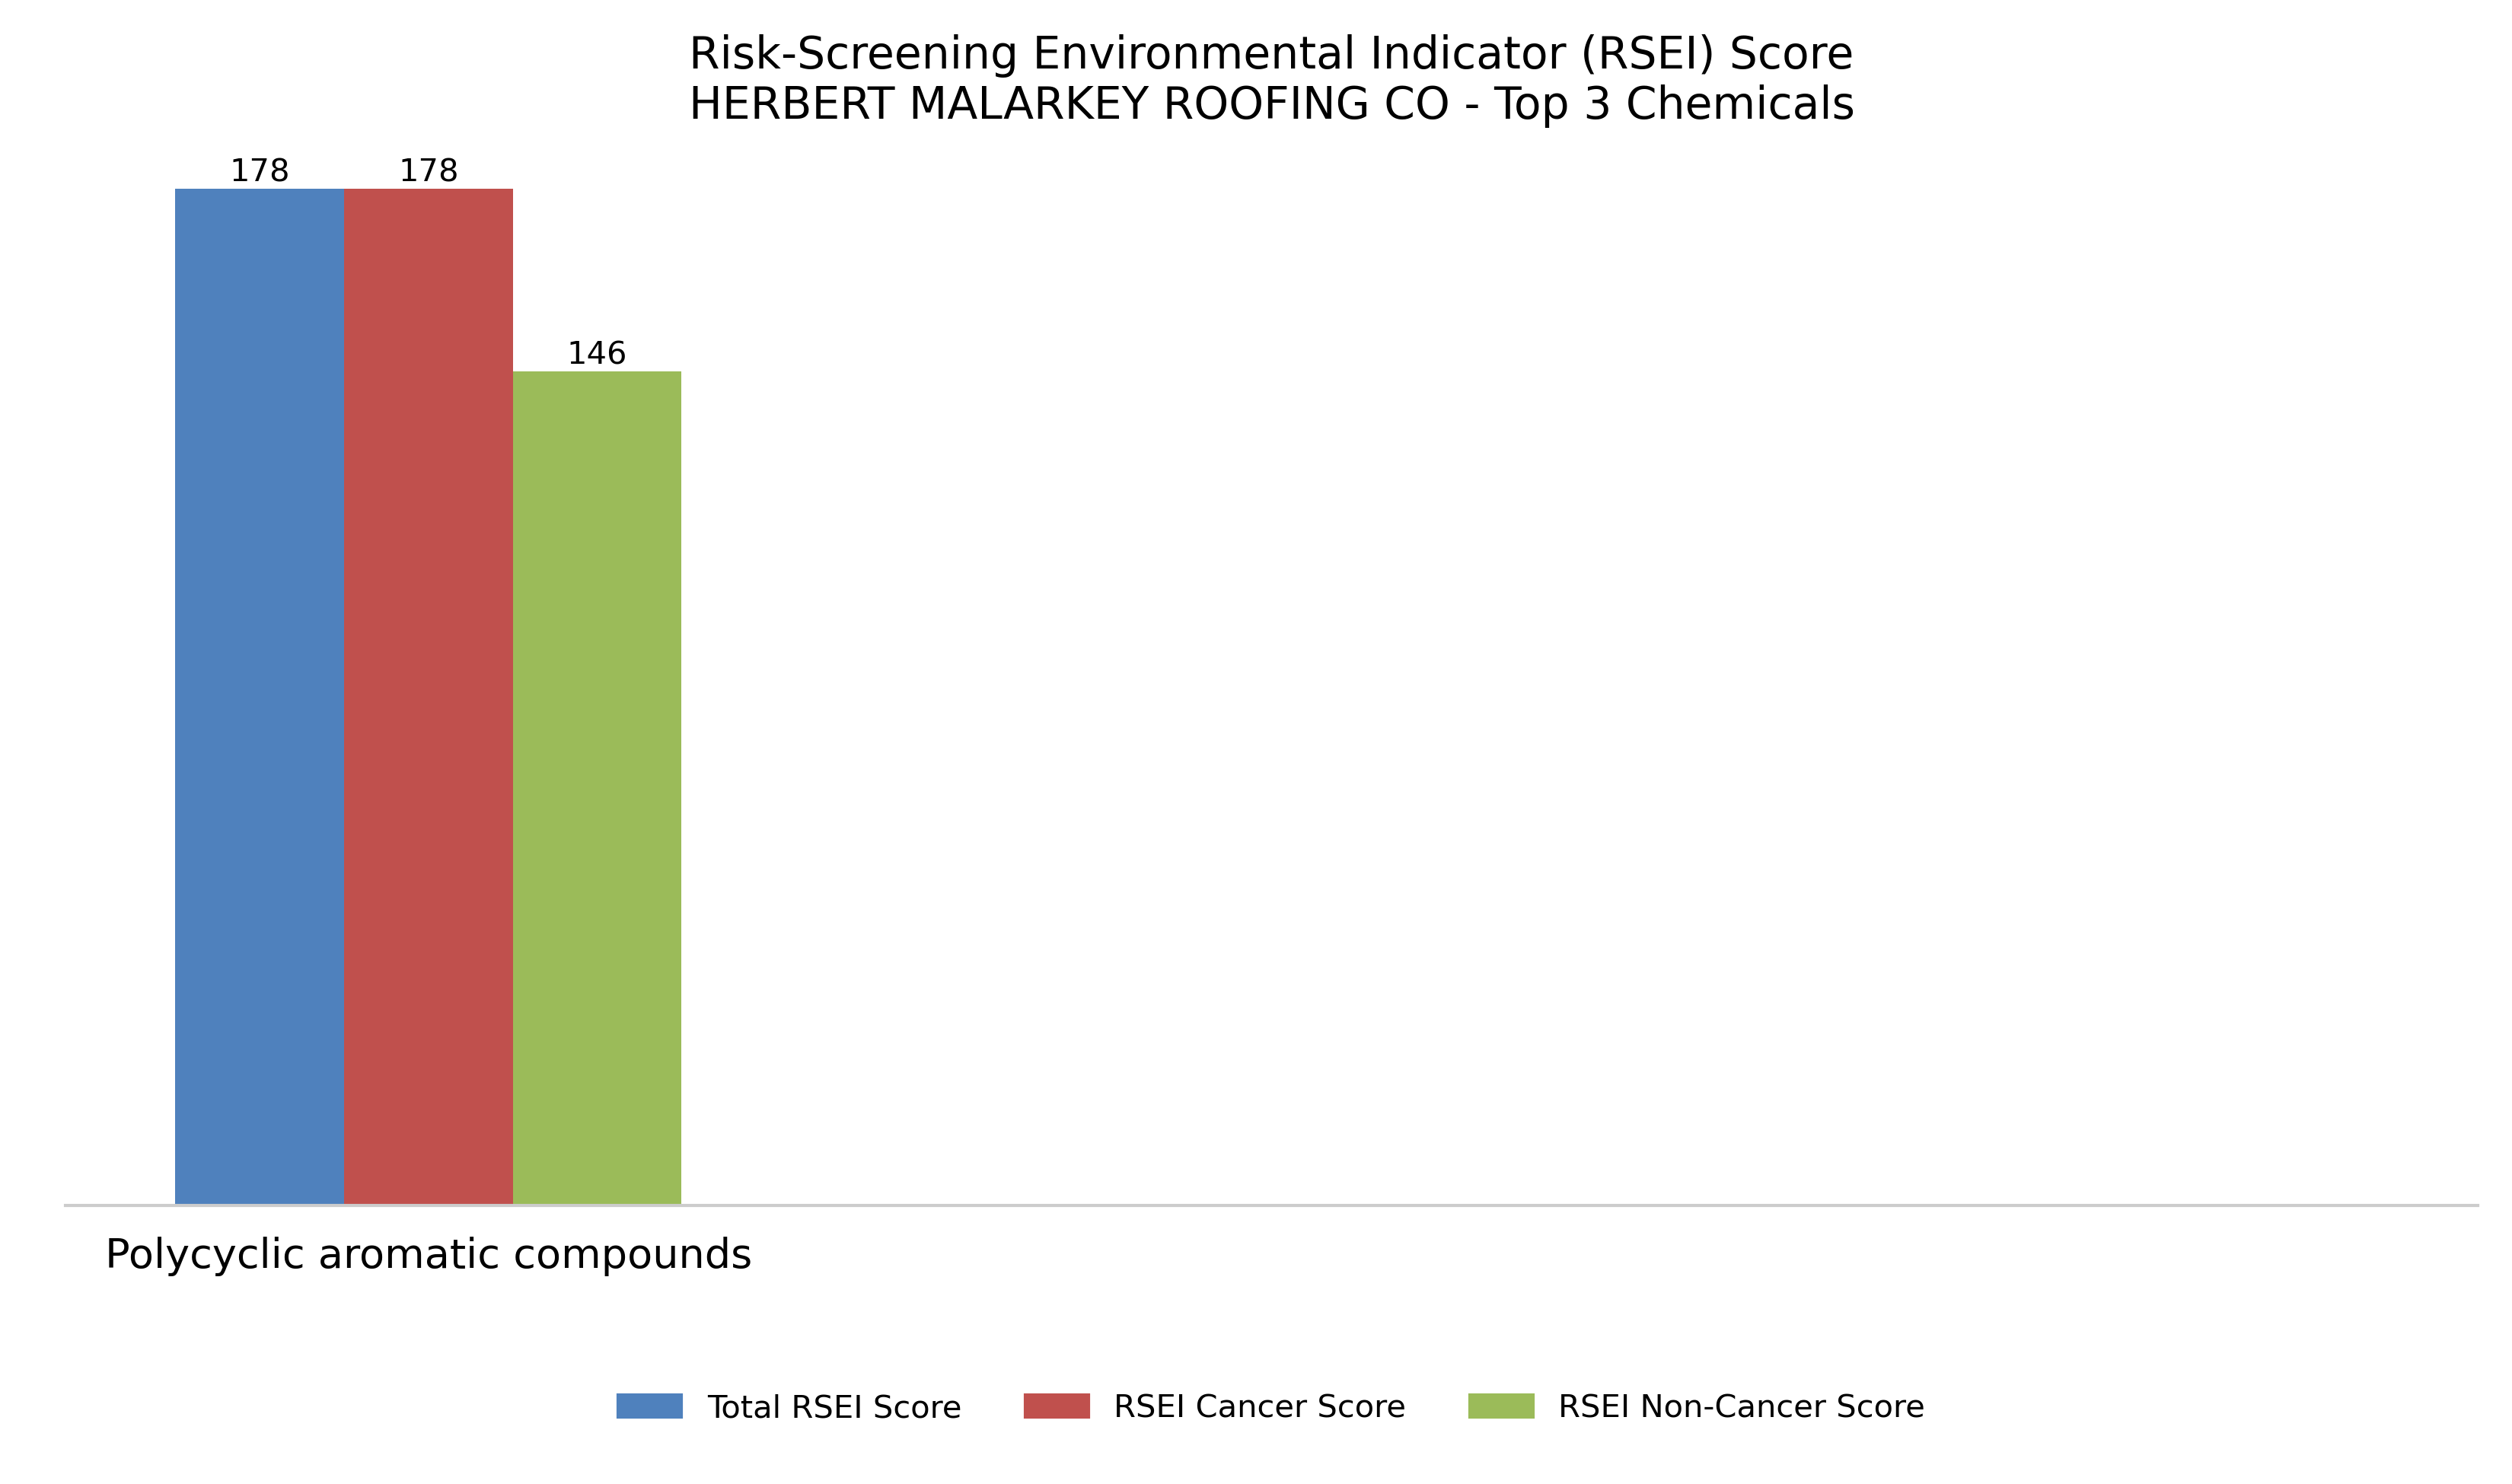 Risk-Screening Environmental Indicator (RSEI) Score
HERBERT MALARKEY ROOFING CO - Top 3 Chemicals
178
178
146
Polycyclic aromatic compounds
Total RSEI Score
RSEI Cancer Score
RSEI Non-Cancer Score